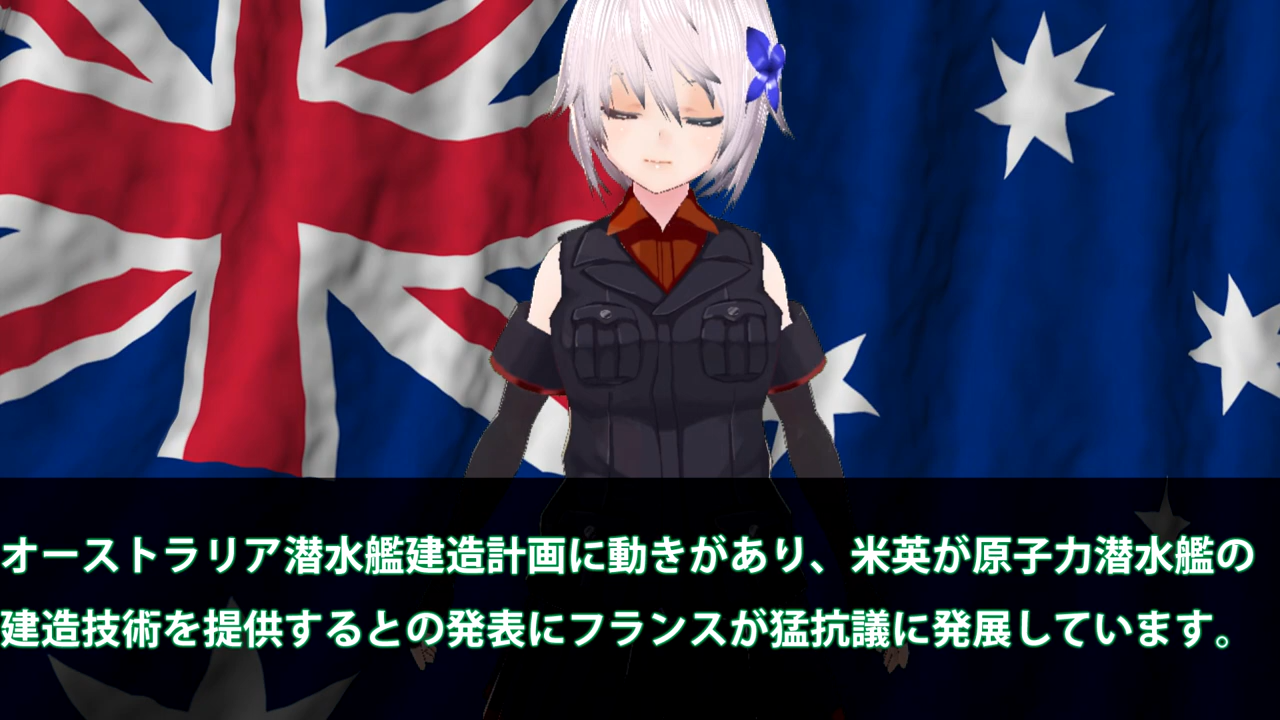 オーストラリア潜水艦建造計画に動きがあり、米英が原子力潜水艦の
建造技術を提供するとの発表にフランスが猛抗議に発展しています。